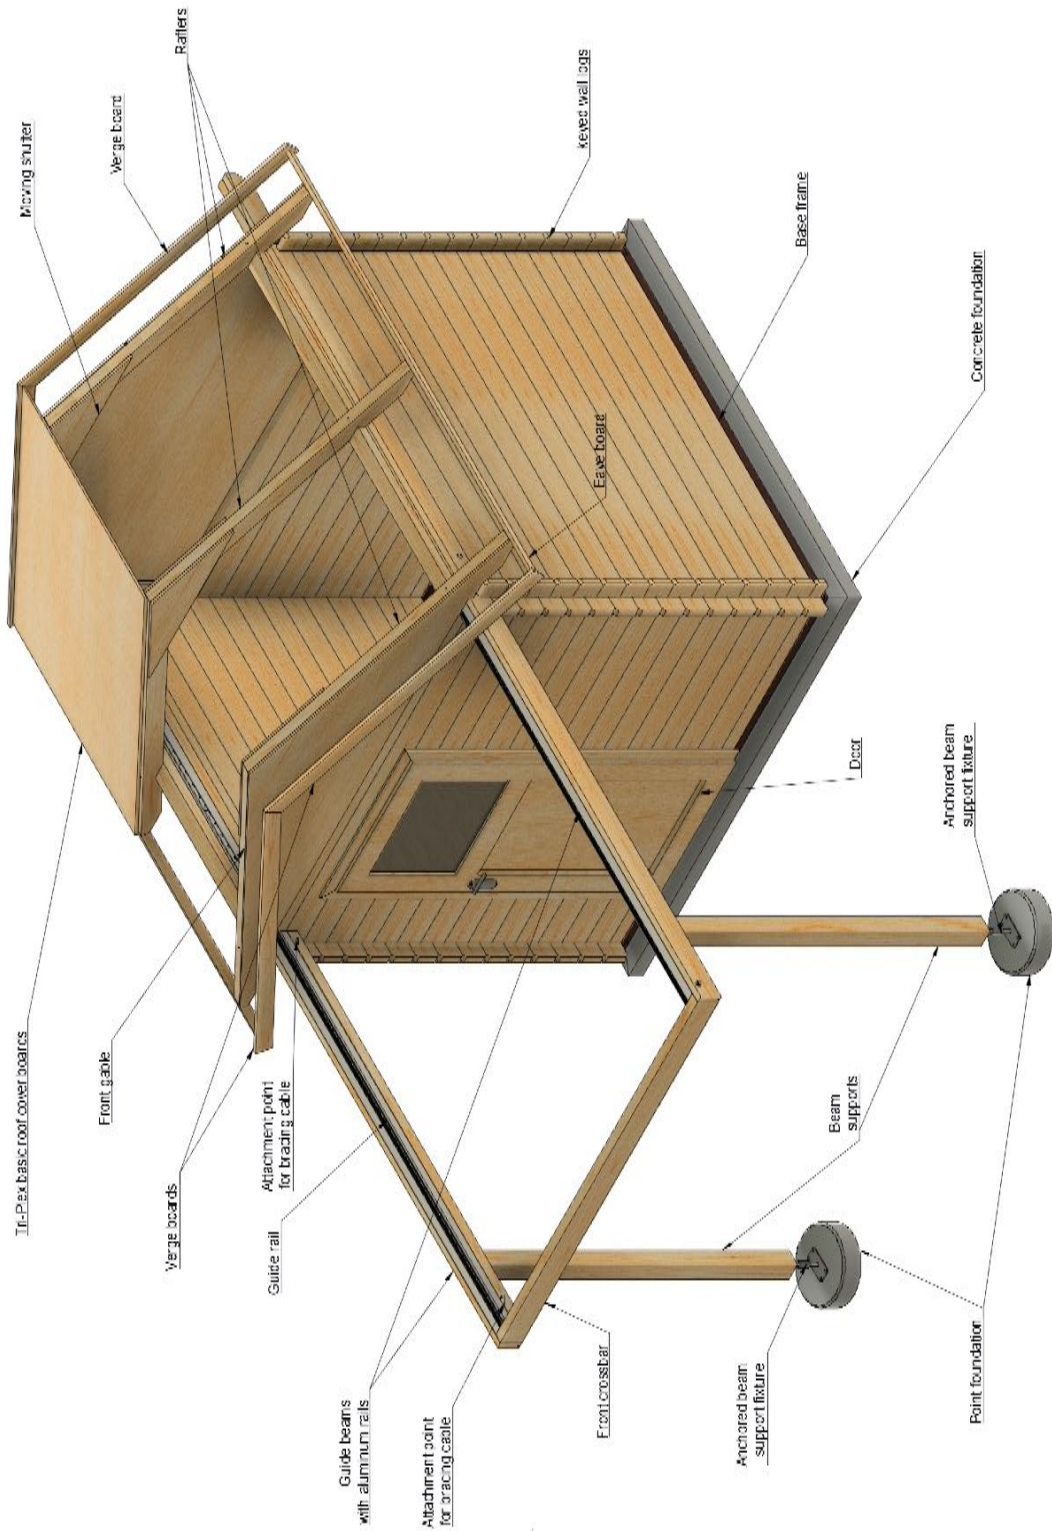 Tri-Plex basic roof cover boards
Moving shutter
Verge board
Rafters
Front gable
Verge boards
Attachment point
for bracing cable
Guide rail
Guide beams
with aluminum rails
Attachment point
for bracing cable
Front crossbar
Eave board
keyed wall logs
Base frame
Concrete foundation
Door
Anchored beam
support fixture
Beam
supports
Anchored beam
support fixture
Point foundation